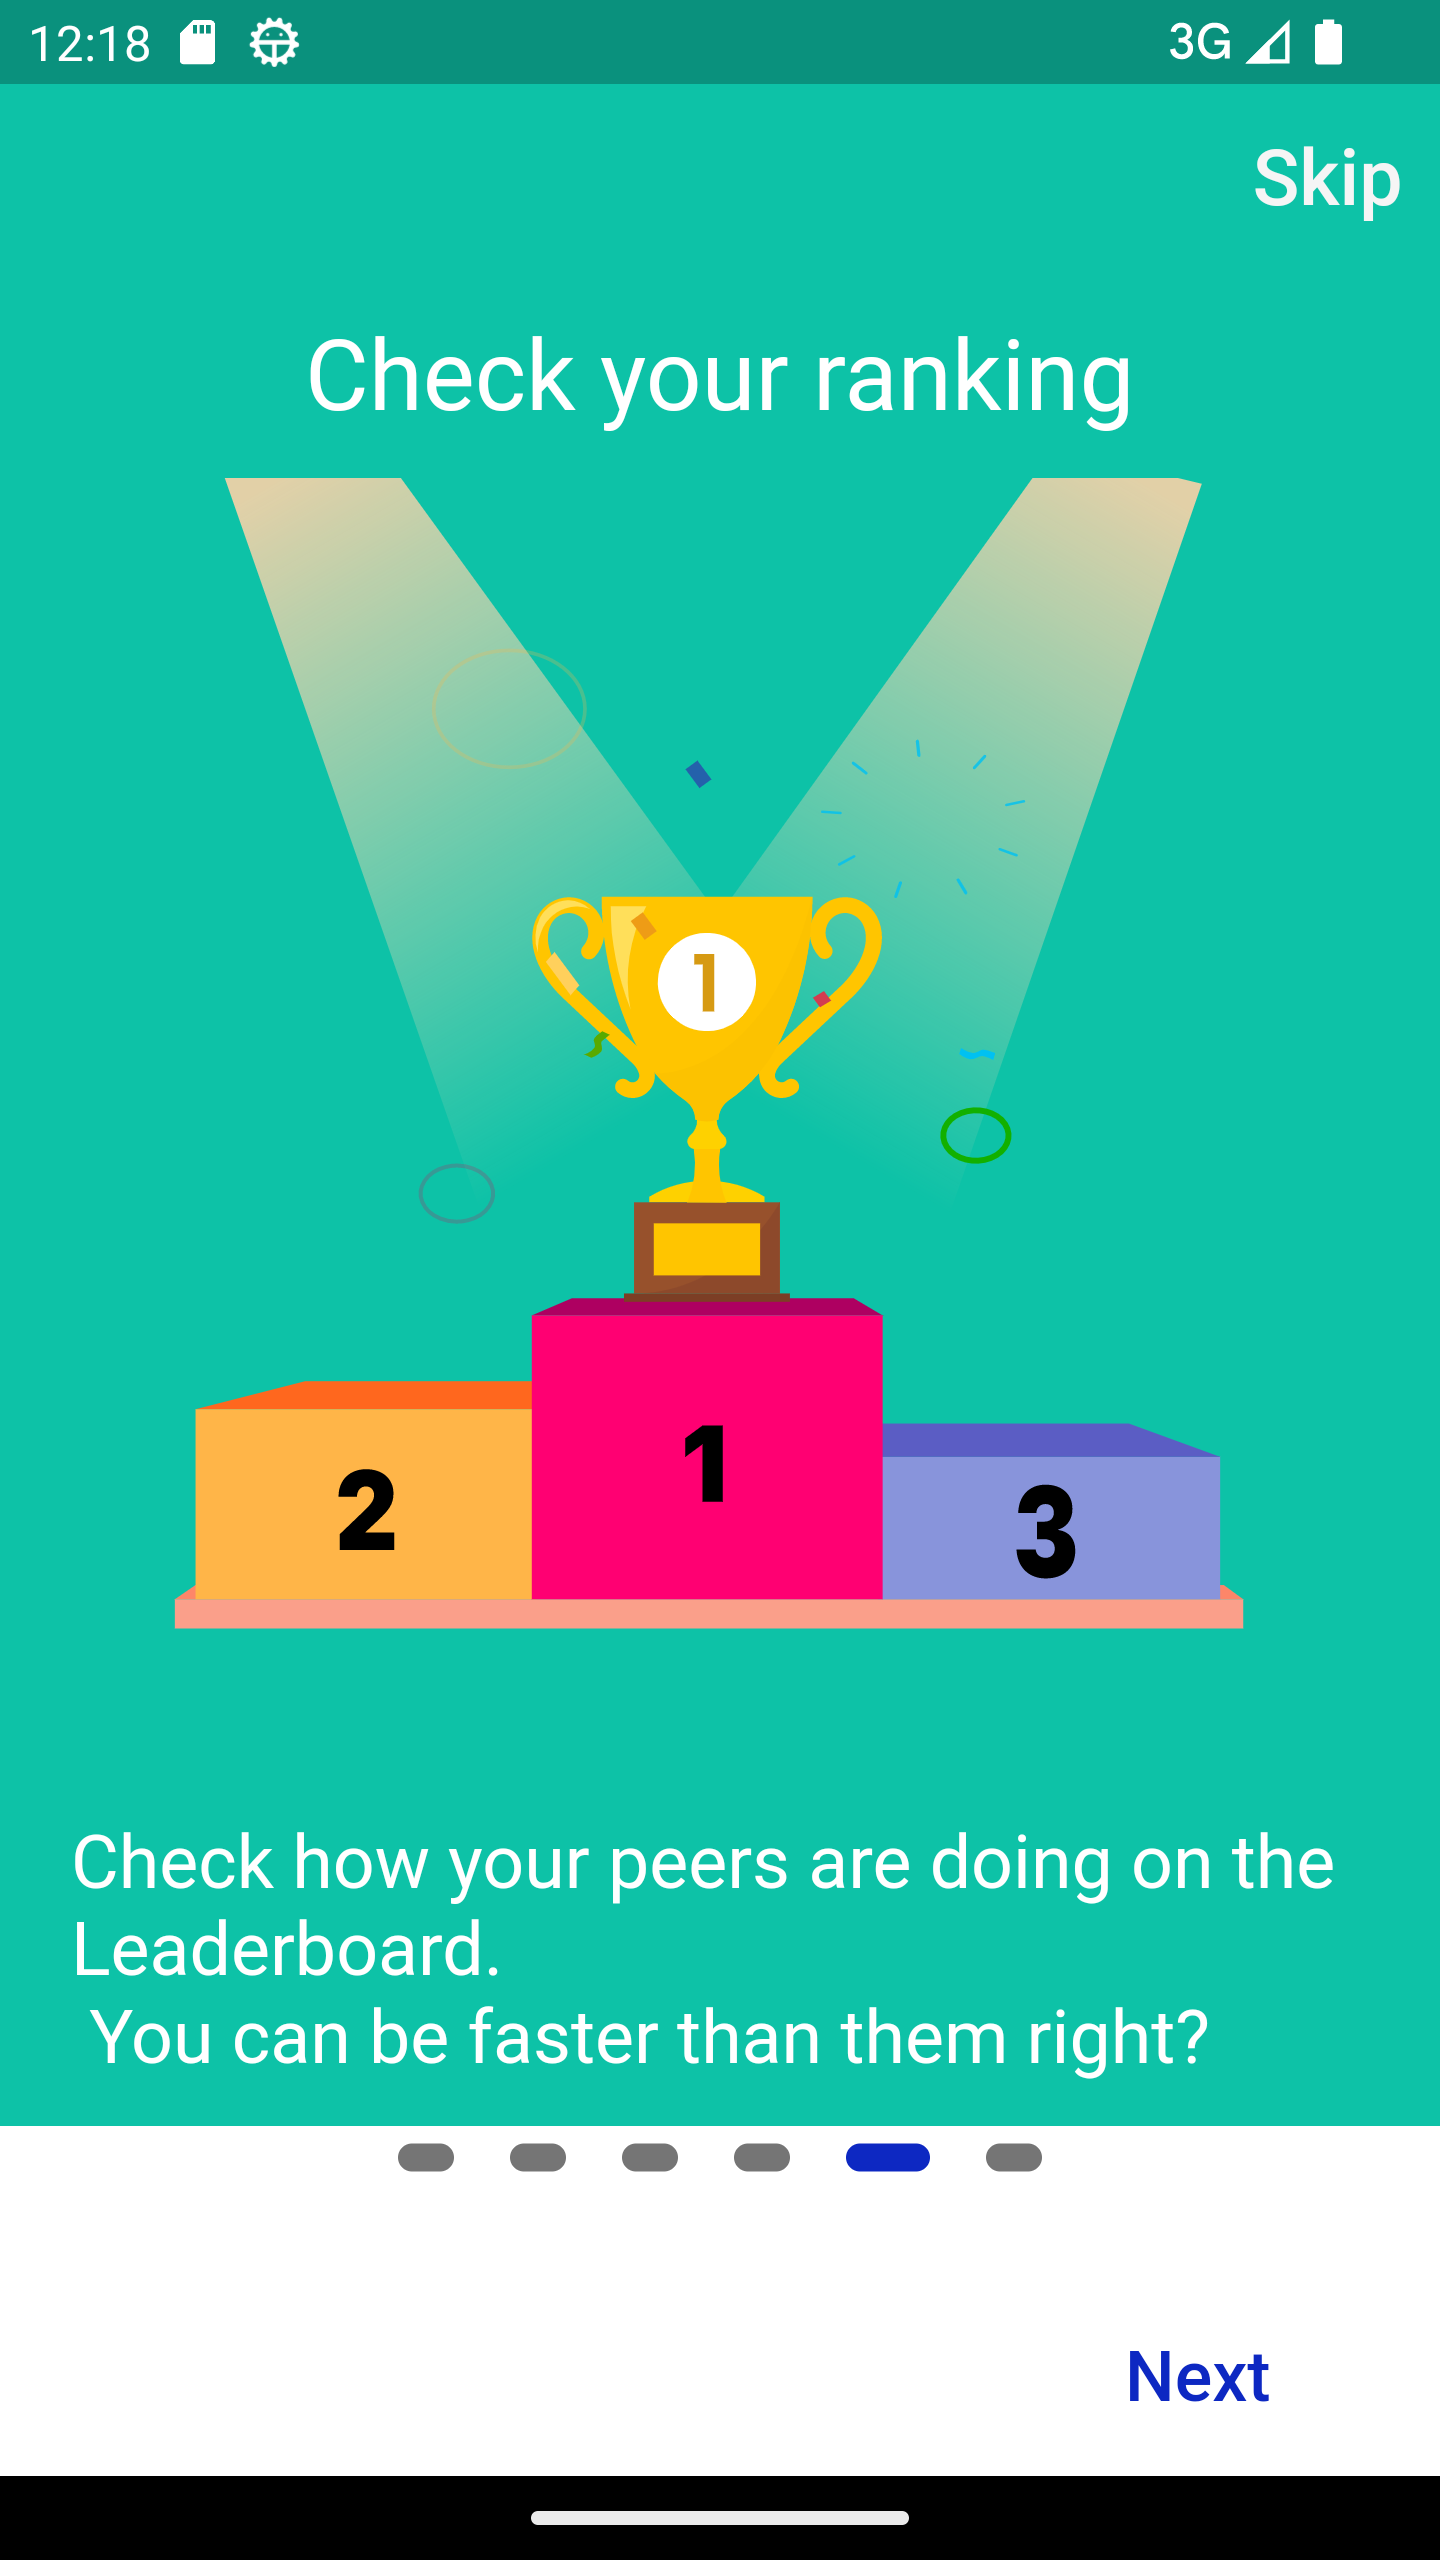 12:18
3G
Skip
Check your ranking
1
1
2
3
Check how your peers are doing on the
Leaderboard.
You can be faster than them right?
Next